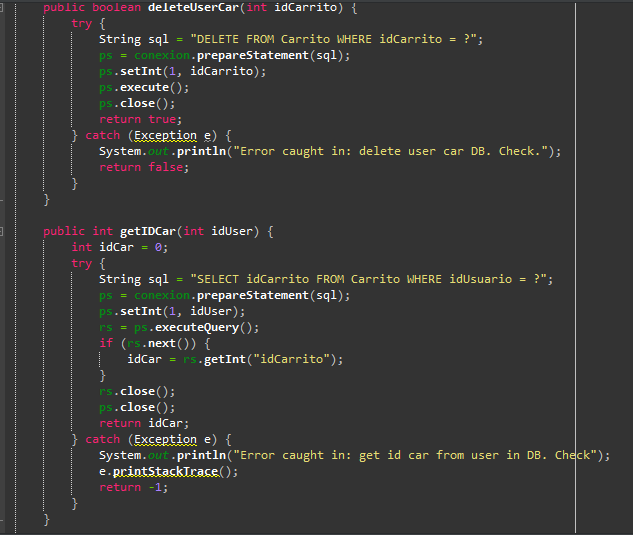 public boolean deleteUserCar(int idCarrito) {
try {
String sql = "DELETE FROM Carrito WHERE idCarrito = ?";
ps = conexion.prepareStatement(sql);
ps.setInt(1, idCarrito);
ps.execute();
ps.close();
return true;
} catch (Exception e) {
System.out.println("Error caught in: delete user car DB. Check.");
return false;
}
}
public int getIDCar(int idUser) {
int idCar = 0;
try {
String sql = "SELECT idCarrito FROM Carrito WHERE idUsuario = ?";
ps = conexion.prepareStatement(sql);
ps.setInt(1, idUser);
rs = ps.executeQuery();
if (rs.next()) {
idCar = rs.getInt("idCarrito");
}
rs.close();
ps.close();
return idCar;
} catch (Exception e) {
System.out.println("Error caught in: get id car from user in DB. Check");
e.printStackTrace();
return -1;
}
}